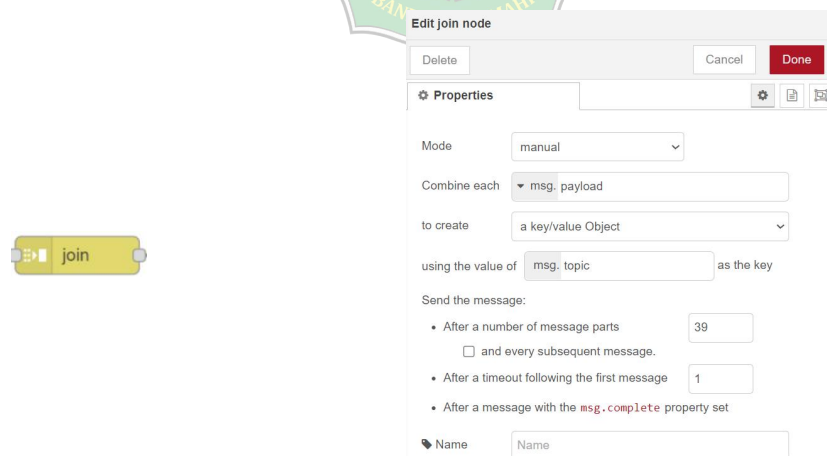 Edit join node
Delete
Cancel
Done
Properties
Mode
manual
Combine each
msg. payload
to create
a key/value Object
join
using the value of
msg. topic
as the key
Send the message:
• After a number of message parts
39
and every subsequent message.
• After a timeout following the first message
1
• After a message with the msg.complete property set
Name
Name